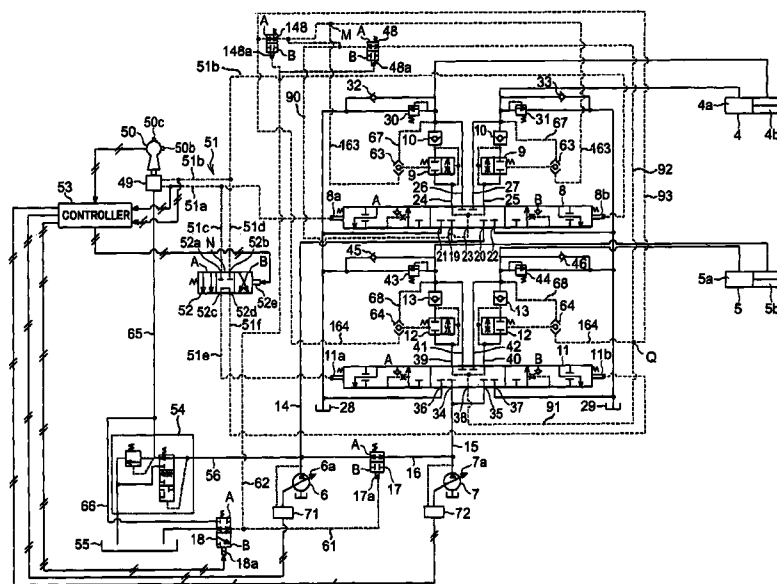 A 148 M A 48
148a B B 48a
51b
90
32 33
50c
50 50b 51 30 31
4a 4b
4
67 67
10 10
463 63 63 463
9 9
92
93
53 51b
49 51a
CONTROLLER
26 27
8a 24 25 8 8b
A B
51c 51d
52a N 52b
A B
21 19 23 20 22
45 46
5a 5b
5
52 52e
52c 52d
51f
43 44
68 68
13 13
64 64
12 12
164 164
Q
65
41 42
51e 39 40
11a A B 11 11b
36 34 38 35 37
28 29
14 15 91
54
56 A 16
B 17
62 17a
6a 7a
6 7
66
71 72
A
55 18 B 61
18a